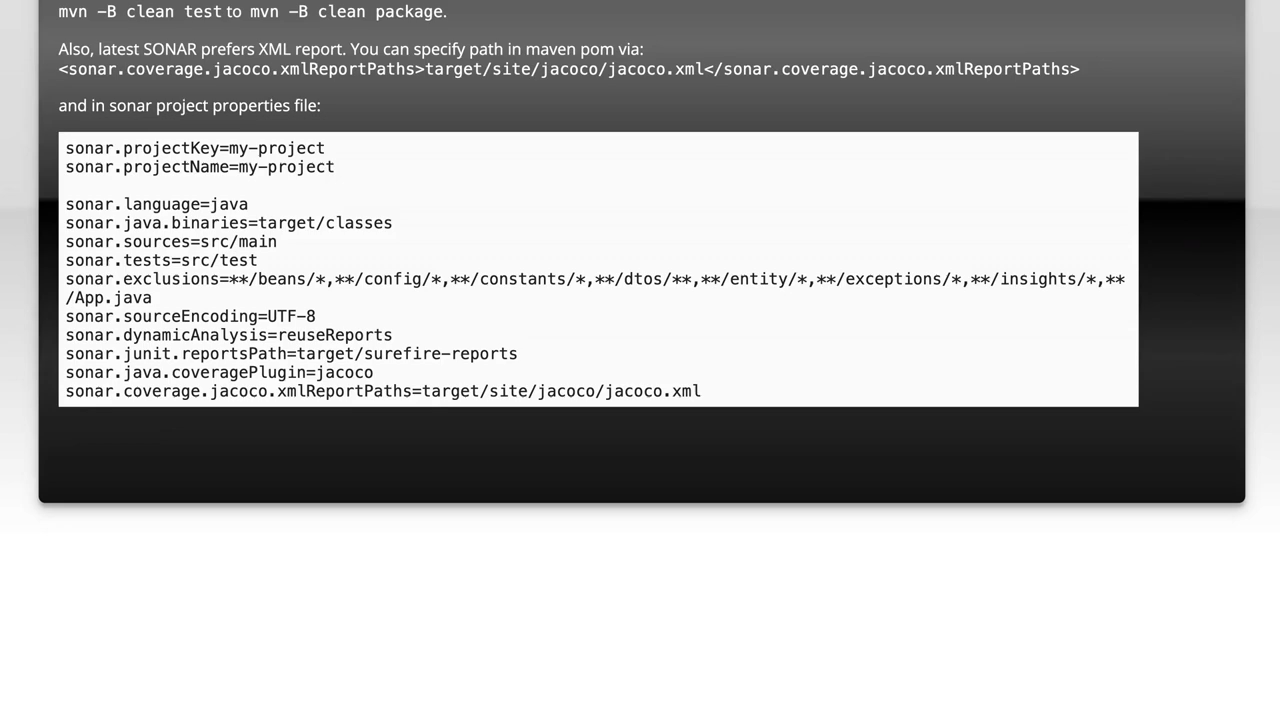 mvn -B clean test to mvn -B clean package.
Also, latest SONAR prefers XML report. You can specify path in maven pom via:
<sonar.coverage.jacoco.xmlReportPaths>target/site/jacoco/jacoco.xml</sonar.coverage.jacoco.xmlReportPaths>
and in sonar project properties file:
sonar.projectKey=my-project
sonar.projectName=my-project
sonar.language=java
sonar.java.binaries=target/classes
sonar.sources=src/main
sonar.tests=src/test
sonar.exclusions=**/beans/*,**/config/*,**/constants/*,**/dtos/**,**/entity/*,**/exceptions/*,**/insights/*,**
/App.java
sonar.sourceEncoding=UTF-8
sonar.dynamicAnalysis=reuseReports
sonar.junit.reportsPath=target/surefire-reports
sonar.java.coveragePlugin=jacoco
sonar.coverage.jacoco.xmlReportPaths=target/site/jacoco/jacoco.xml